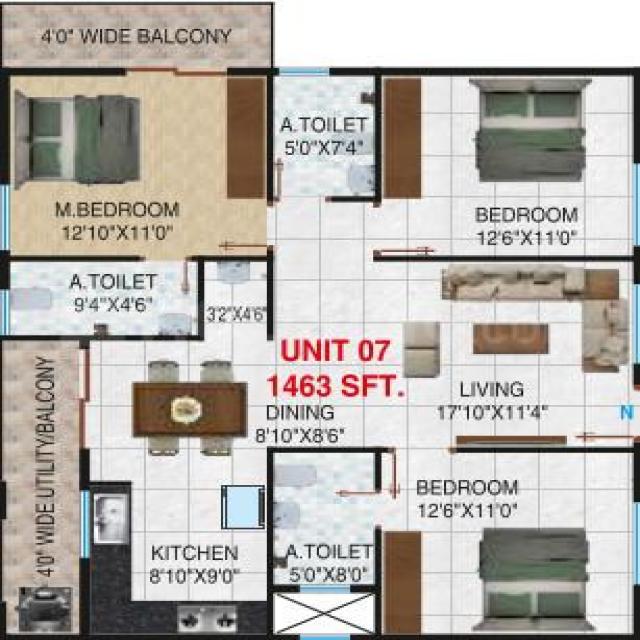 4'0" WIDE BALCONY
A.TOILET
5'0"X7'4"
M.BEDROOM
12'10"X11'0"
BEDROOM
12'6"X11'0"
A.TOILET
9'4"X4'6"
3'2"X4'6"
UNIT 07
1463 SFT.
DINING
8'10"X8'6"
LIVING
17'10"X11'4"
N
4'0" WIDE UTILITY/BALCONY
BEDROOM
12'6"X11'0"
KITCHEN
8'10"X9'0"
A.TOILET
5'0"X8'0"